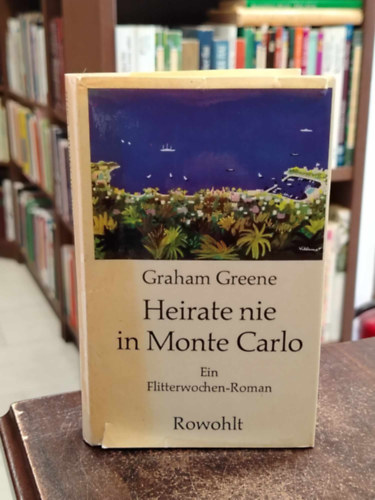 Graham Greene
Heirate nie
in Monte Carlo
Ein
Flitterwochen-Roman
Rowohlt